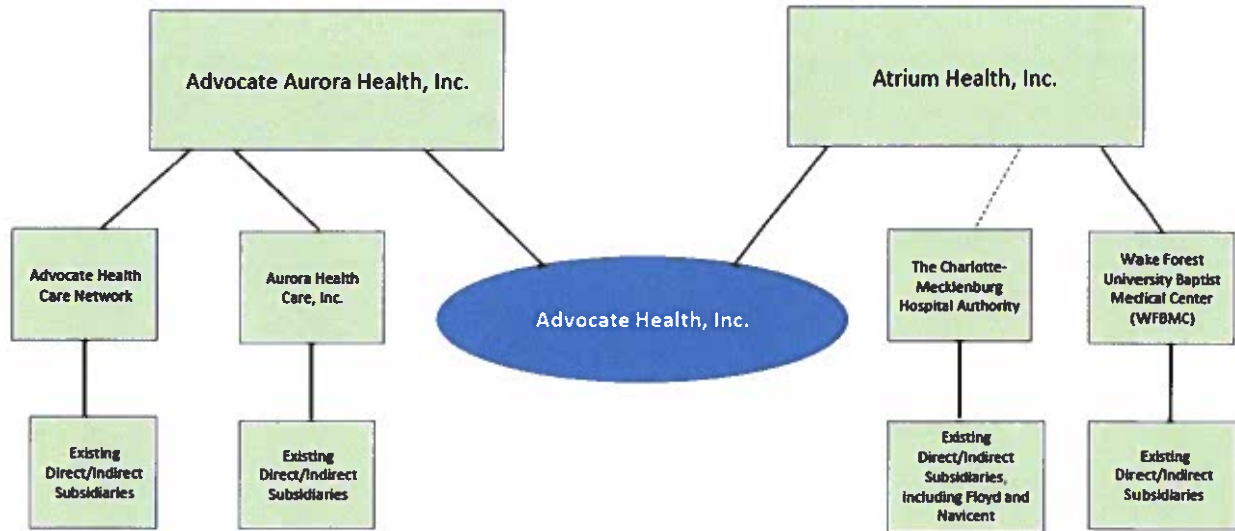 Advocate Aurora Health, Inc.
Atrium Health, Inc.
Advocate Health
Care Network
Aurora Health
Care, Inc.
Advocate Health, Inc.
The Charlotte-
Mecklenburg
Hospital Authority
Wake Forest
University Baptist
Medical Center
(WFBMC)
Existing
Direct/Indirect
Subsidiaries
Existing
Direct/Indirect
Subsidiaries
Existing
Direct/Indirect
Subsidiaries,
including Floyd and
Navicent
Existing
Direct/Indirect
Subsidiaries